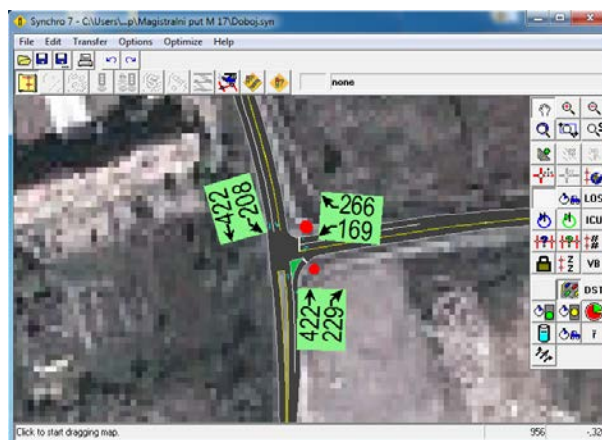 Synchro 7 - C:\Users\...p\Magistralni put M 17\Doboj.syn
File Edit Transfer Options Optimize Help
none
LOS
ICU
VB
DST
422
208
266
169
422
229
Click to start dragging map.
956